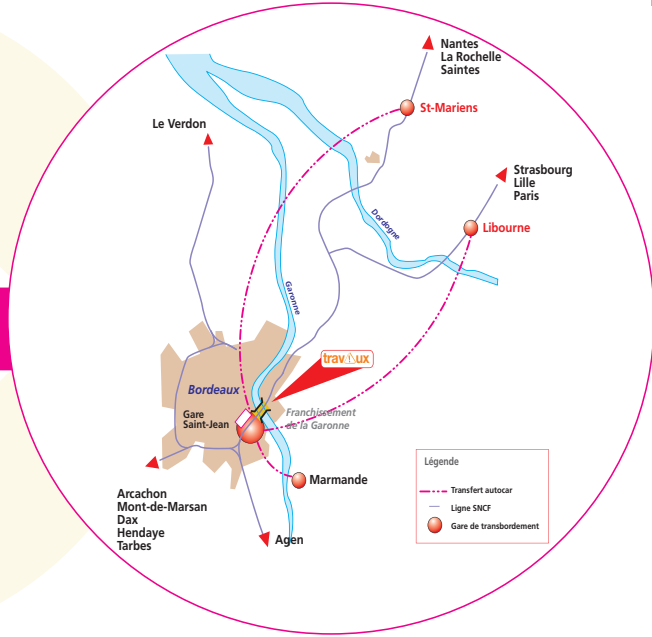 Nantes
La Rochelle
Saintes
St-Mariens
Le Verdon
Strasbourg
Lille
Paris
Dordogne
Libourne
Garonne
travaux
Bordeaux
Gare
Saint-Jean
Franchissement
de la Garonne
Marmande
Arcachon
Mont-de-Marsan
Dax
Hendaye
Tarbes
Agen
Légende
Transfert autocar
Ligne SNCF
Gare de transbordement